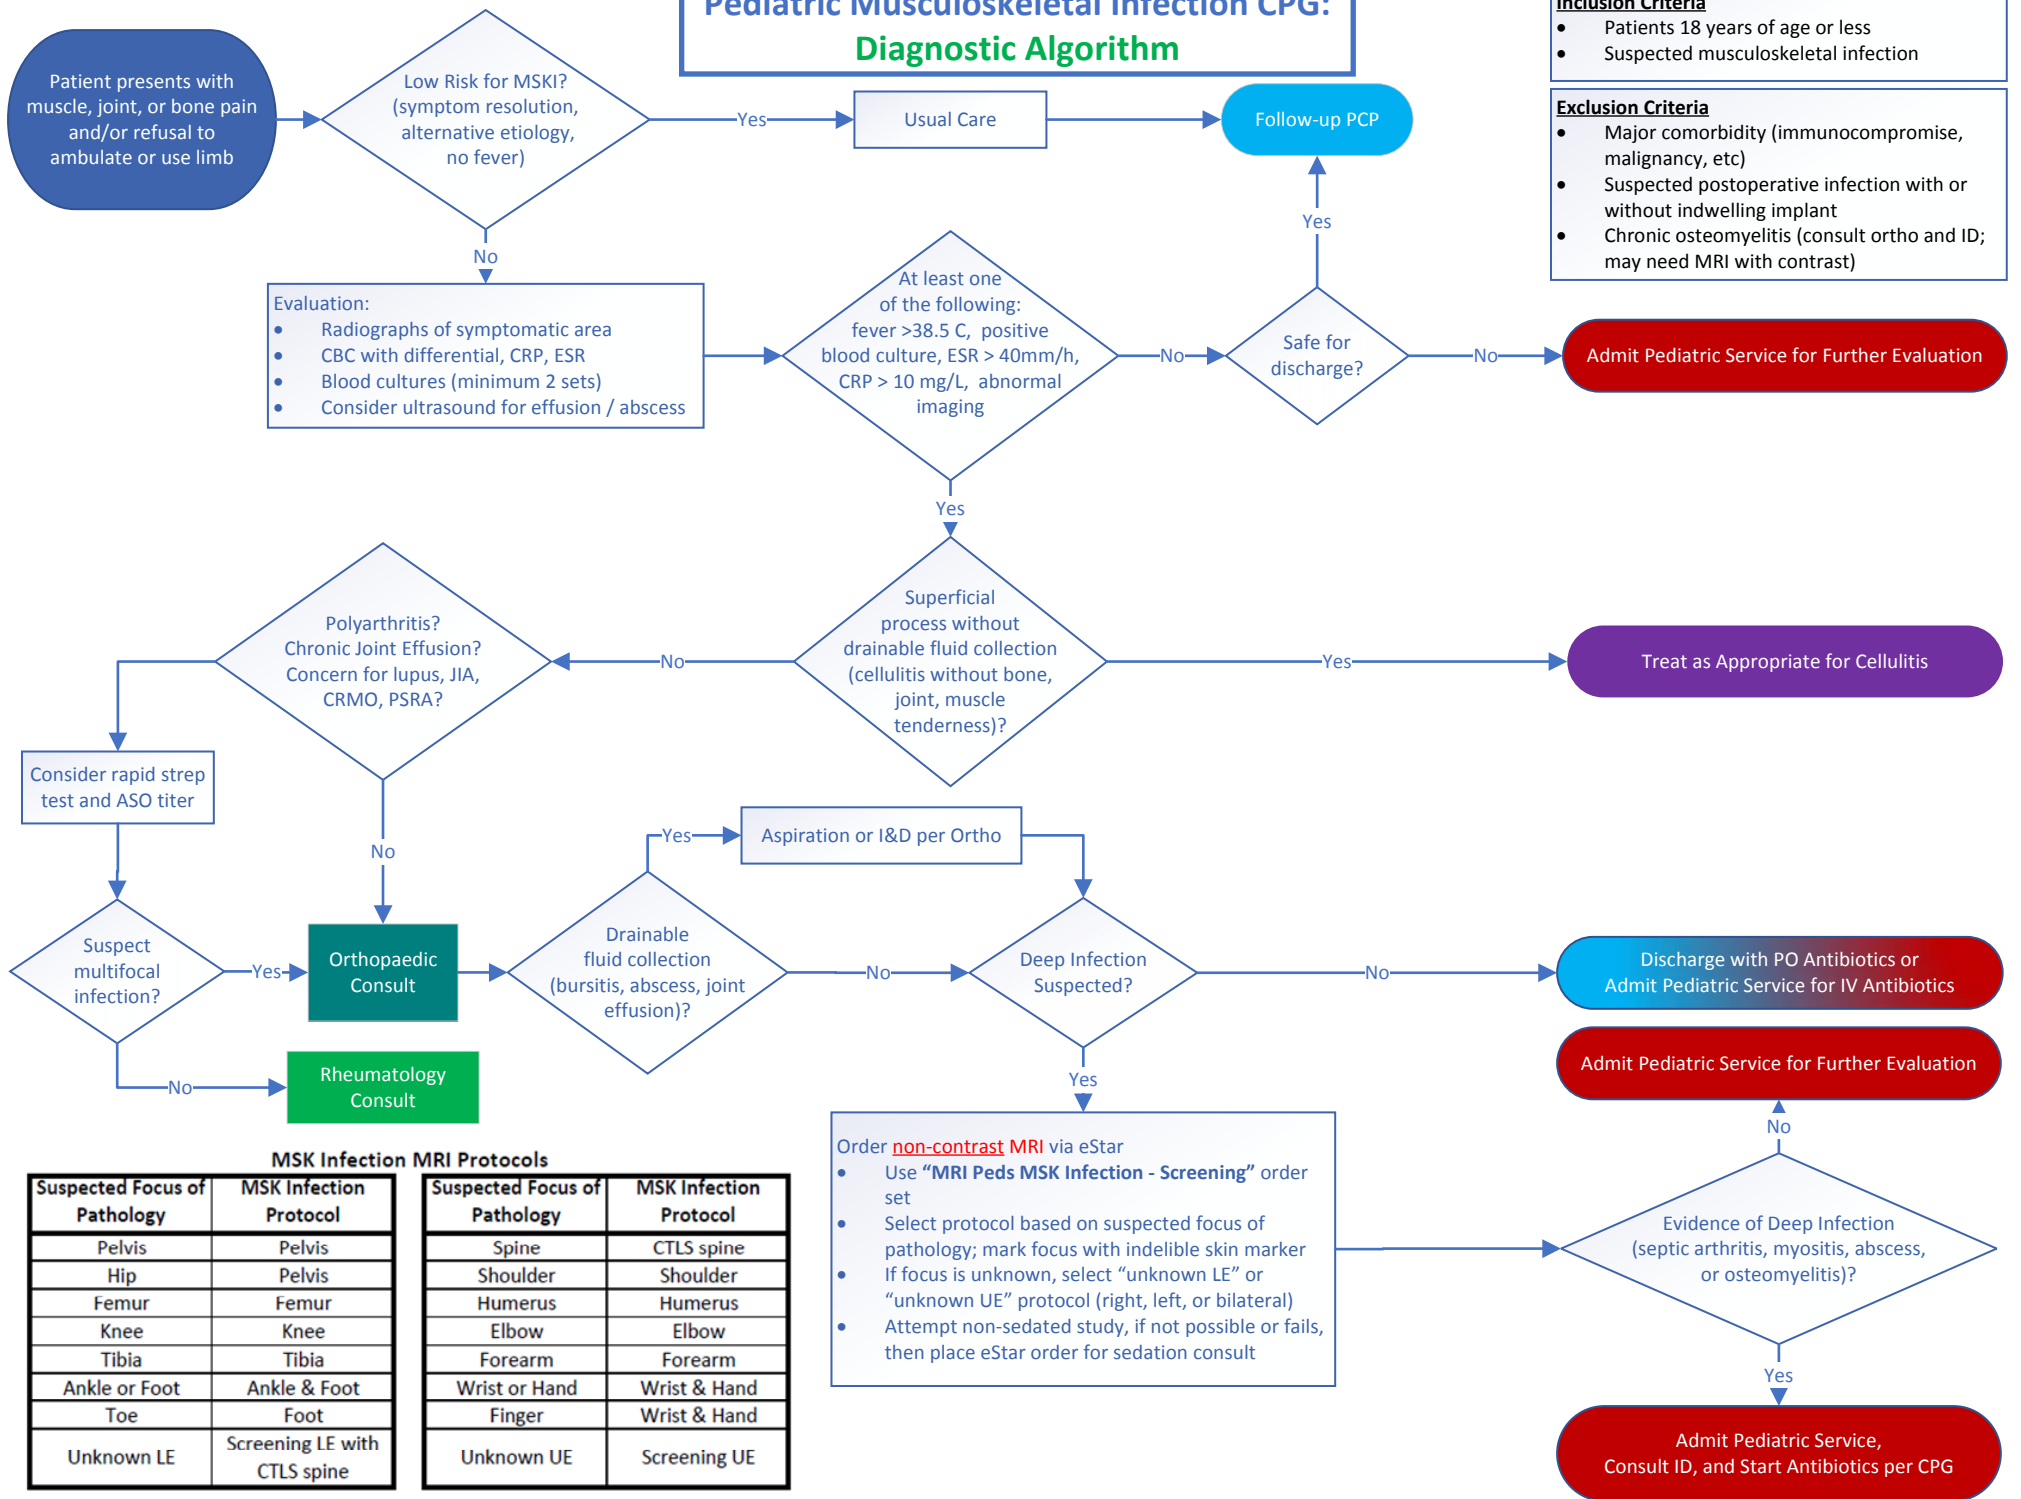 Pediatric Musculoskeletal Infection CPG:
Diagnostic Algorithm
Inclusion Criteria
• Patients 18 years of age or less
• Suspected musculoskeletal infection
Exclusion Criteria
• Major comorbidity (immunocompromise,
malignancy, etc)
• Suspected postoperative infection with or
without indwelling implant
• Chronic osteomyelitis (consult ortho and ID;
may need MRI with contrast)
Patient presents with
muscle, joint, or bone pain
and/or refusal to
ambulate or use limb
Low Risk for MSKI?
(symptom resolution,
alternative etiology,
no fever)
Yes
Usual Care
Follow-up PCP
No
Yes
Evaluation:
• Radiographs of symptomatic area
• CBC with differential, CRP, ESR
• Blood cultures (minimum 2 sets)
• Consider ultrasound for effusion / abscess
At least one
of the following:
fever >38.5 C, positive
blood culture, ESR > 40mm/h,
CRP > 10 mg/L, abnormal
imaging
No
Safe for
discharge?
No
Admit Pediatric Service for Further Evaluation
Yes
Polyarthritis?
Chronic Joint Effusion?
Concern for lupus, JIA,
CRMO, PSRA?
No
Superficial
process without
drainable fluid collection
(cellulitis without bone,
joint, muscle
tenderness)?
Yes
Treat as Appropriate for Cellulitis
Consider rapid strep
test and ASO titer
No
Yes
Aspiration or I&D per Ortho
Suspect
multifocal
infection?
Yes
Orthopaedic
Consult
Drainable
fluid collection
(bursitis, abscess, joint
effusion)?
No
Deep Infection
Suspected?
No
Discharge with PO Antibiotics or
Admit Pediatric Service for IV Antibiotics
No
Rheumatology
Consult
Yes
Admit Pediatric Service for Further Evaluation
No
Order non-contrast MRI via eStar
• Use “MRI Peds MSK Infection - Screening” order
set
• Select protocol based on suspected focus of
pathology; mark focus with indelible skin marker
• If focus is unknown, select “unknown LE” or
“unknown UE” protocol (right, left, or bilateral)
• Attempt non-sedated study, if not possible or fails,
then place eStar order for sedation consult
Evidence of Deep Infection
(septic arthritis, myositis, abscess,
or osteomyelitis)?
Yes
Admit Pediatric Service,
Consult ID, and Start Antibiotics per CPG
MSK Infection MRI Protocols
Suspected Focus of Pathology MSK Infection Protocol
Pelvis Pelvis
Hip Pelvis
Femur Femur
Knee Knee
Tibia Tibia
Ankle or Foot Ankle & Foot
Toe Foot
Unknown LE Screening LE with CTLS spine
Suspected Focus of Pathology MSK Infection Protocol
Spine CTLS spine
Shoulder Shoulder
Humerus Humerus
Elbow Elbow
Forearm Forearm
Wrist or Hand Wrist & Hand
Finger Wrist & Hand
Unknown UE Screening UE